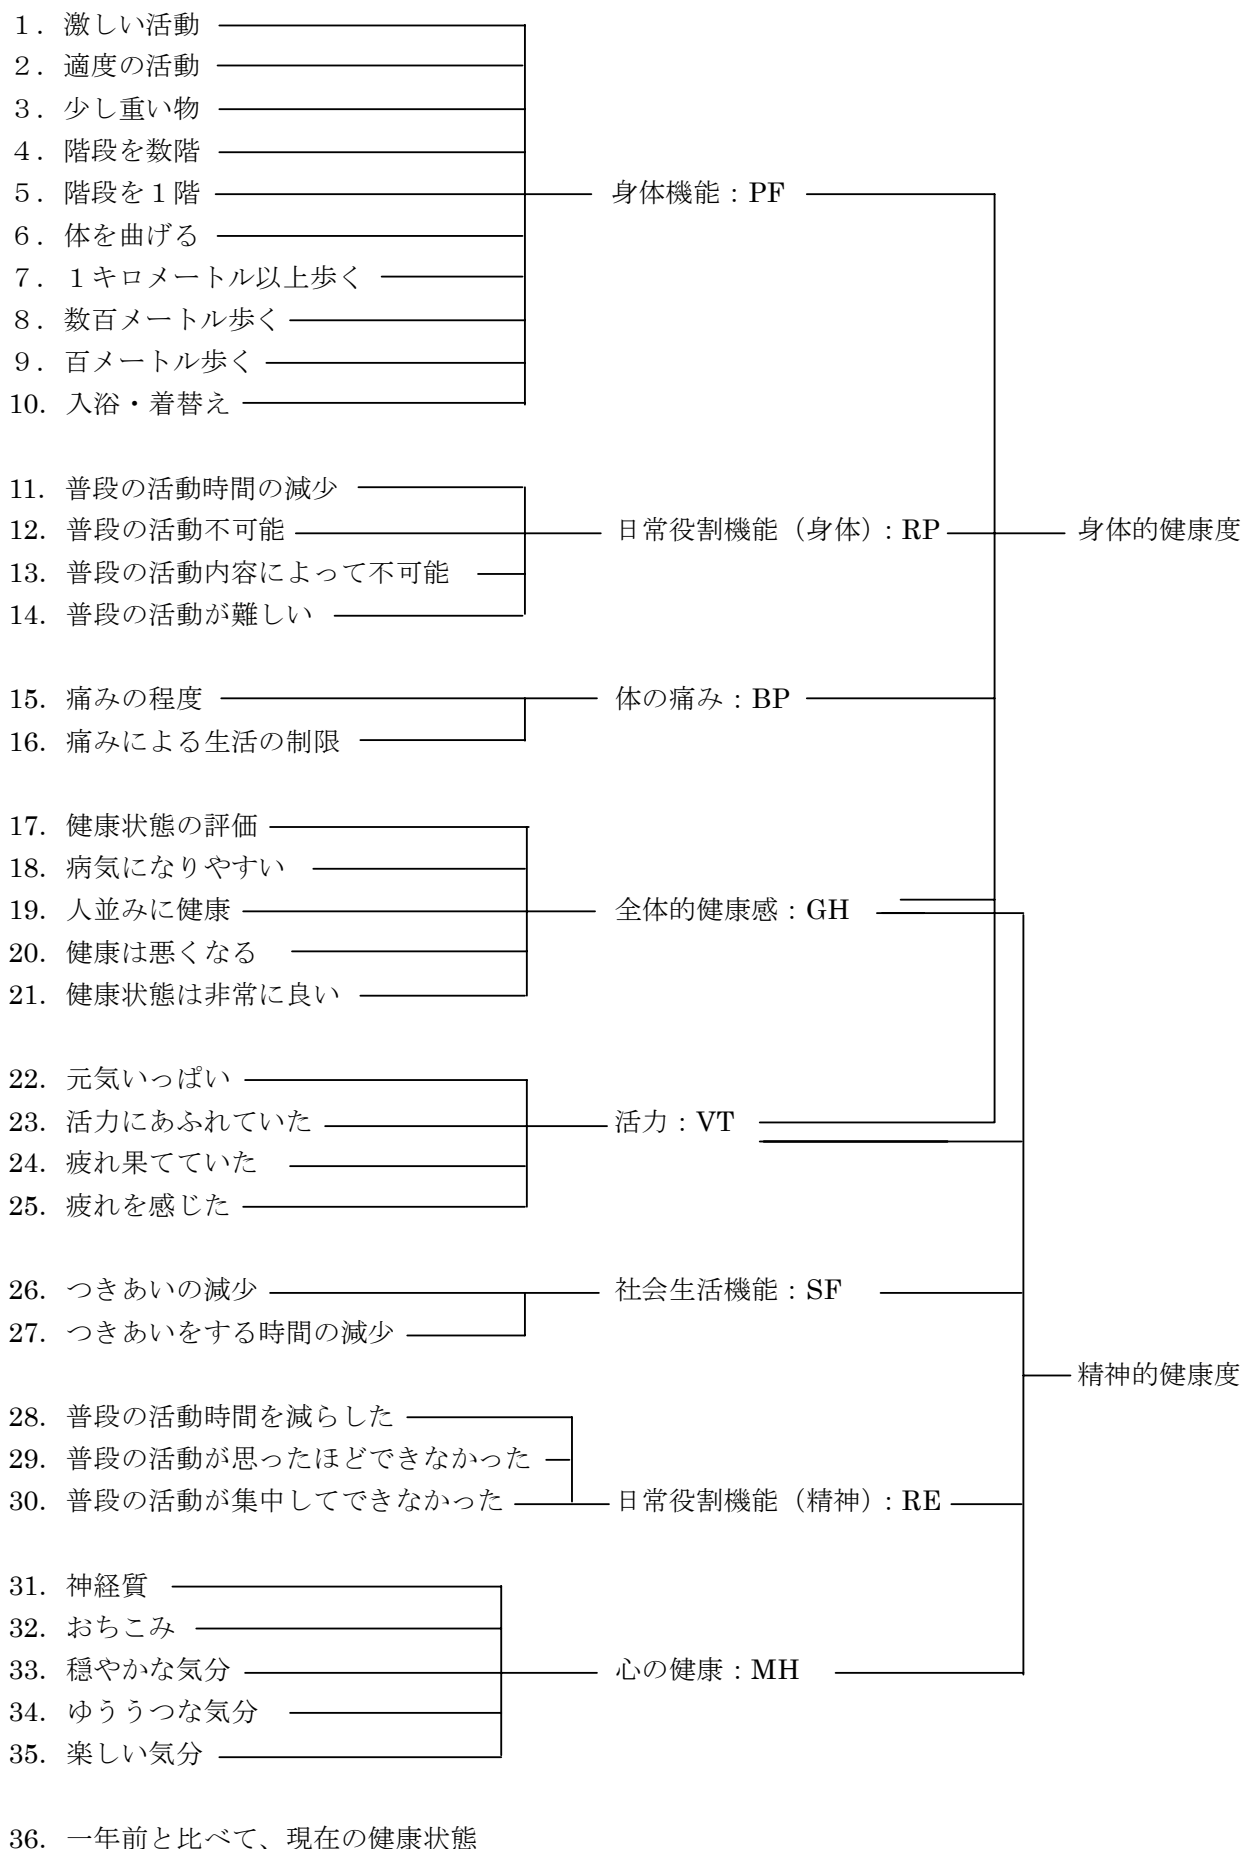 １．激しい活動
２．適度の活動
３．少し重い物
４．階段を数階
５．階段を１階 身体機能：PF
６．体を曲げる
７．１キロメートル以上歩く
８．数百メートル歩く
９．百メートル歩く
10．入浴・着替え
11．普段の活動時間の減少
12．普段の活動不可能 日常役割機能（身体）：RP 身体的健康度
13．普段の活動内容によって不可能
14．普段の活動が難しい
15．痛みの程度 体の痛み：BP
16．痛みによる生活の制限
17．健康状態の評価
18．病気になりやすい
19．人並みに健康 全体的健康感：GH
20．健康は悪くなる
21．健康状態は非常に良い
22．元気いっぱい
23．活力にあふれていた 活力：VT
24．疲れ果てていた
25．疲れを感じた
26．つきあいの減少 社会生活機能：SF
27．つきあいをする時間の減少
精神的健康度
28．普段の活動時間を減らした
29．普段の活動が思ったほどできなかった
30．普段の活動が集中してできなかった 日常役割機能（精神）：RE
31．神経質
32．おちこみ
33．穏やかな気分 心の健康：MH
34．ゆううつな気分
35．楽しい気分
36．一年前と比べて、現在の健康状態